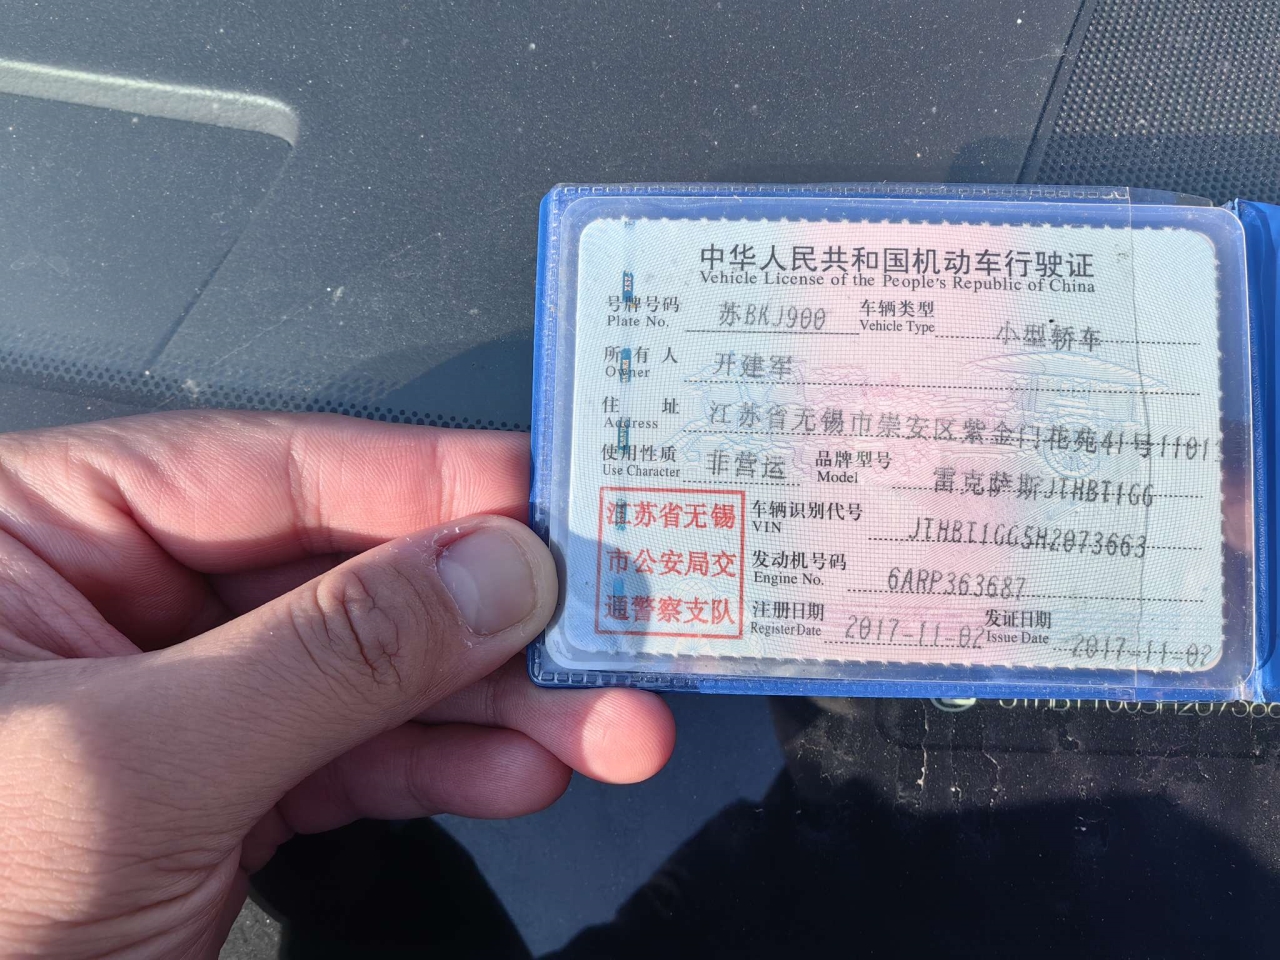 中华人民共和国机动车行驶证
Vehicle License of the People's Republic of China
号牌号码 苏BKJ900 车辆类型 小型轿车
Plate No. Vehicle Type
所有人 开建军
Owner
住址 江苏省无锡市崇安区紫金门花苑41号1101
Address
使用性质 非营运 品牌型号 雷克萨斯JTHBT1GG
Use Character Model
江苏省无锡
市公安局交
通警察支队
车辆识别代号 JTHBT1GG5H2073663
VIN
发动机号码 6ARP363687
Engine No.
注册日期 2017-11-02 发证日期 2017-11-02
Register Date Issue Date